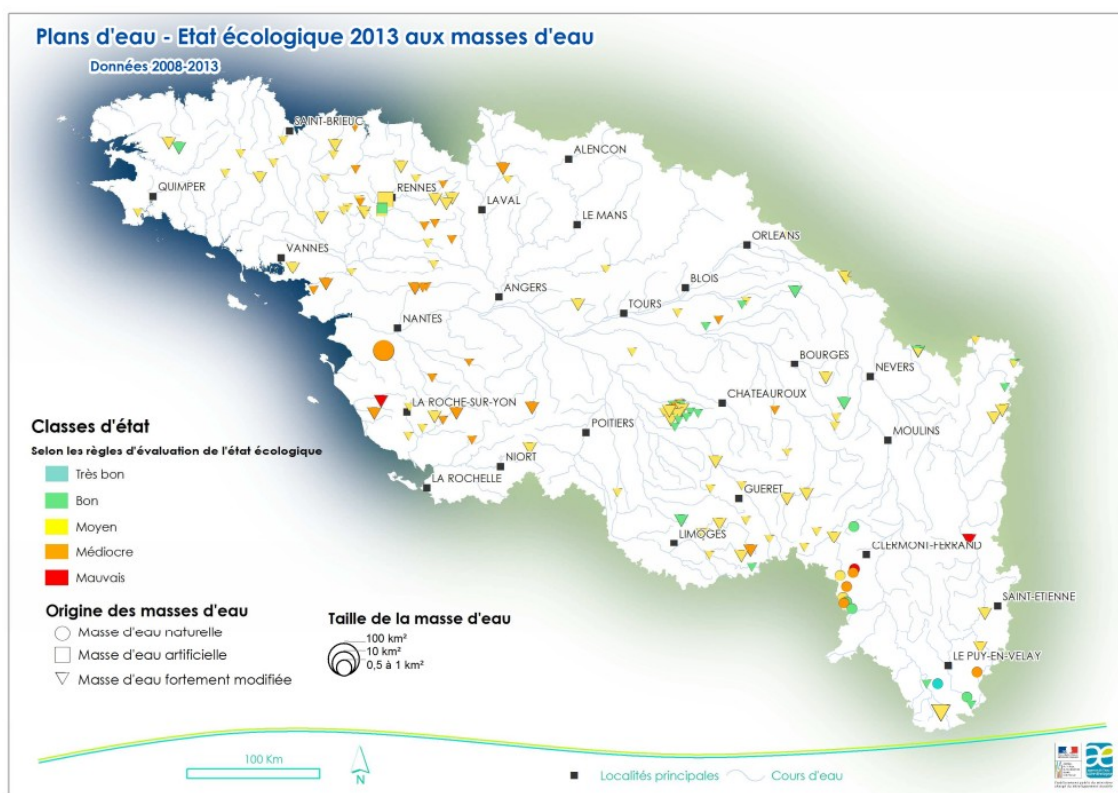 Plans d'eau - Etat écologique 2013 aux masses d'eau
Données 2008-2013
SAINT-BRIEUC
ALENCON
QUIMPER
RENNES
LAVAL
LE MANS
ORLEANS
VANNES
BLOIS
ANGERS
TOURS
NANTES
BOURGES
NEVERS
LA ROCHE-SUR-YON
CHATEAUROUX
POITIERS
MOULINS
NIORT
LA ROCHELLE
GUERET
LIMOGES
CLERMONT-FERRAND
SAINT-ETIENNE
LE PUY-EN-VELAY
Classes d'état
Selon les règles d'évaluation de l'état écologique
Très bon
Bon
Moyen
Médiocre
Mauvais
Origine des masses d'eau
Masse d'eau naturelle
Masse d'eau artificielle
Masse d'eau fortement modifiée
Taille de la masse d'eau
100 km²
10 km²
0,5 à 1 km²
100 Km
N
Localités principales
Cours d'eau